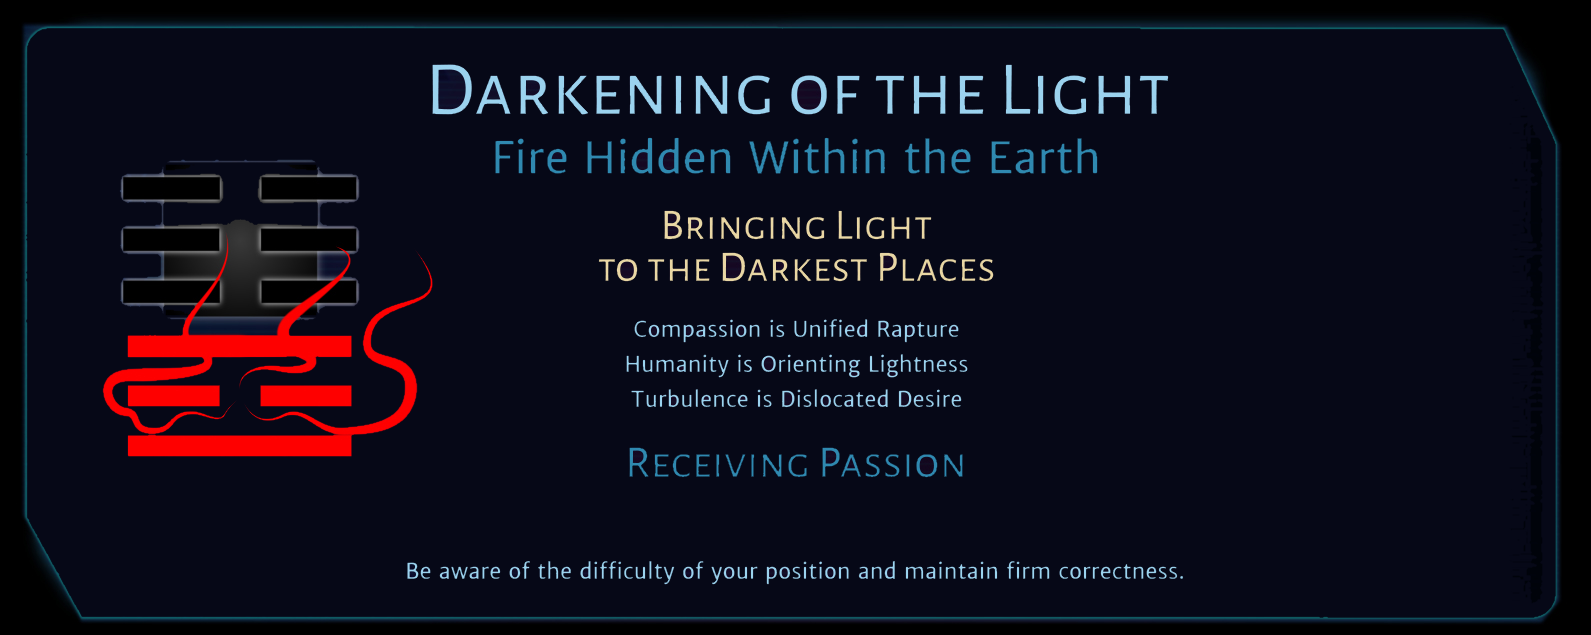 Darkening of the Light
Fire Hidden Within the Earth
Bringing Light
to the Darkest Places
Compassion is Unified Rapture
Humanity is Orienting Lightness
Turbulence is Dislocated Desire
Receiving Passion
Be aware of the difficulty of your position and maintain firm correctness.